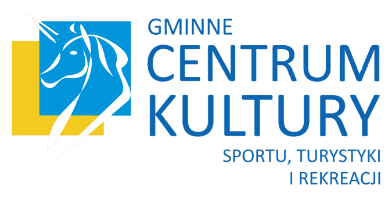 GMINNE
CENTRUM
KULTURY
SPORTU, TURYSTYKI
I REKREACJI